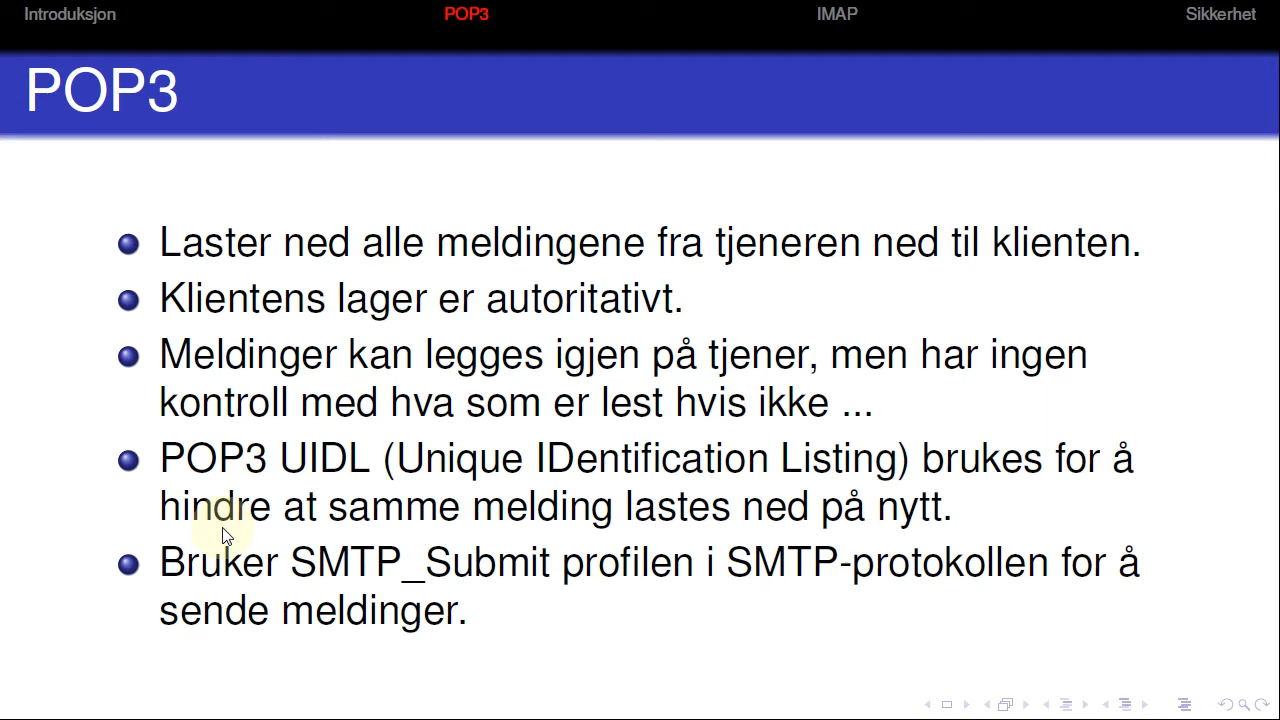 Introduksjon POP3 IMAP Sikkerhet
POP3
Laster ned alle meldingene fra tjeneren ned til klienten.
Klientens lager er autoritativt.
Meldinger kan legges igjen på tjener, men har ingen
kontroll med hva som er lest hvis ikke ...
POP3 UIDL (Unique IDentification Listing) brukes for å
hindre at samme melding lastes ned på nytt.
Bruker SMTP_Submit profilen i SMTP-protokollen for å
sende meldinger.